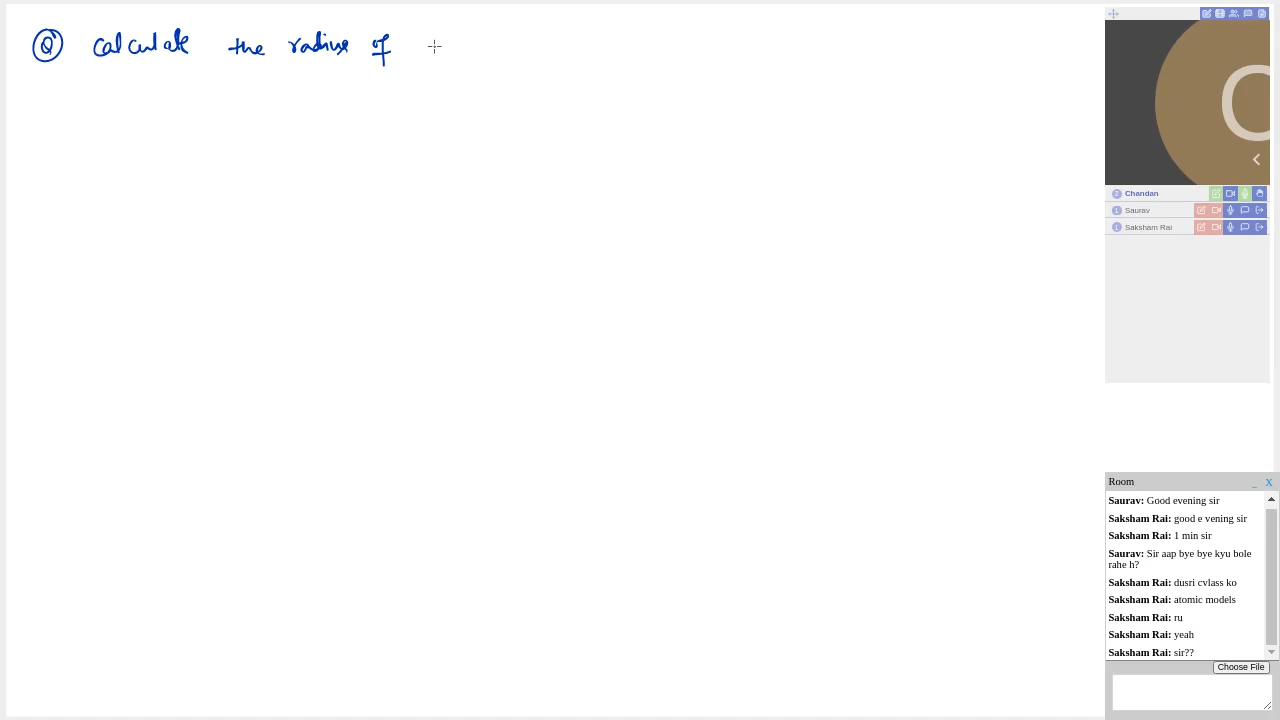 Q calculate the radius of
C
Chandan
Saurav
Saksham Rai
Room _ X
Saurav: Good evening sir
Saksham Rai: good e vening sir
Saksham Rai: 1 min sir
Saurav: Sir aap bye bye kyu bole
rahe h?
Saksham Rai: dusri cvlass ko
Saksham Rai: atomic models
Saksham Rai: ru
Saksham Rai: yeah
Saksham Rai: sir??
Choose File